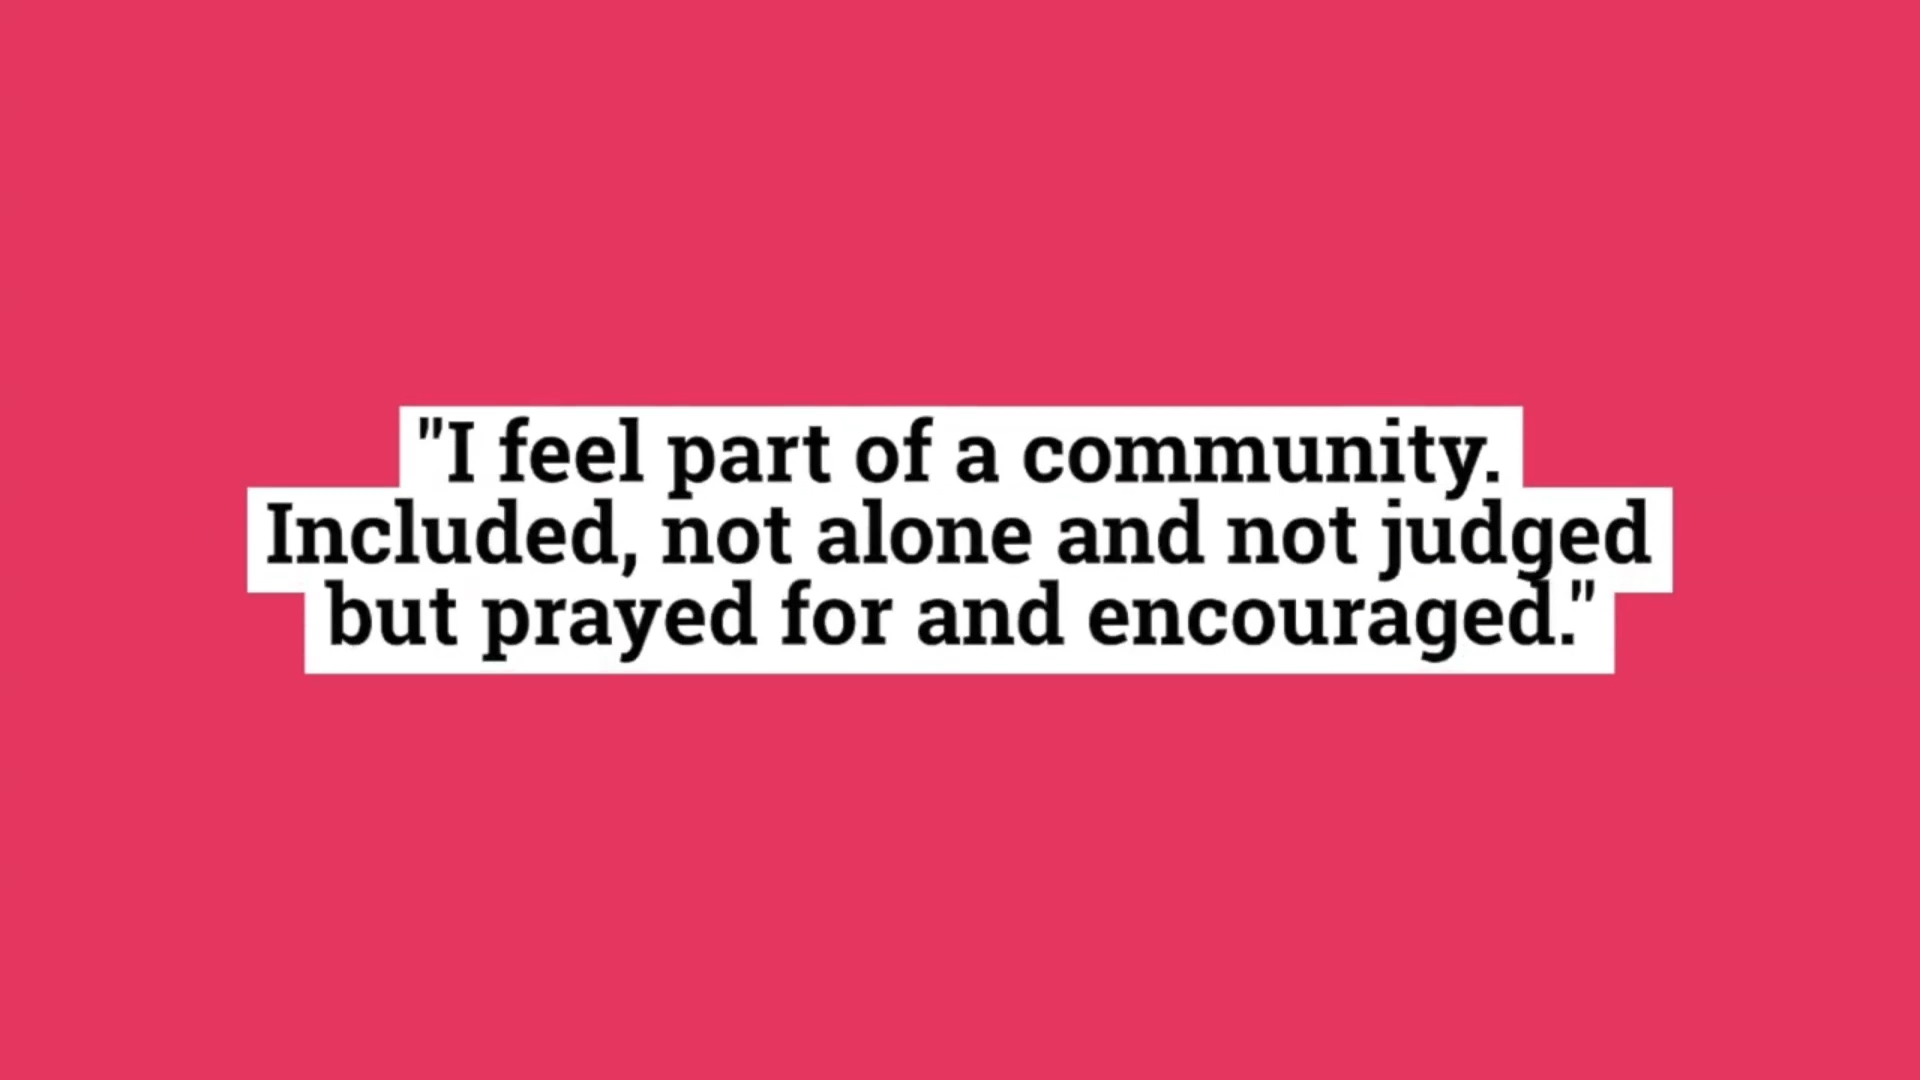 "I feel part of a community.
Included, not alone and not judged
but prayed for and encouraged."